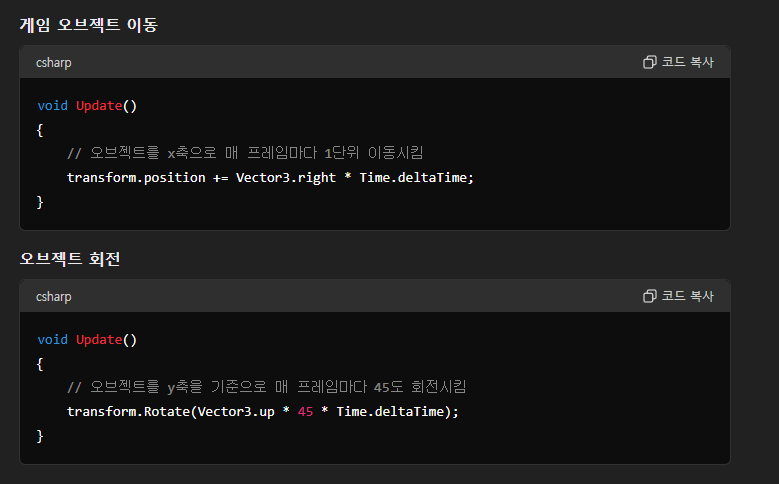 게임 오브젝트 이동
csharp
코드 복사
void Update()
{
// 오브젝트를 x축으로 매 프레임마다 1단위 이동시킴
transform.position += Vector3.right * Time.deltaTime;
}
오브젝트 회전
csharp
코드 복사
void Update()
{
// 오브젝트를 y축을 기준으로 매 프레임마다 45도 회전시킴
transform.Rotate(Vector3.up * 45 * Time.deltaTime);
}